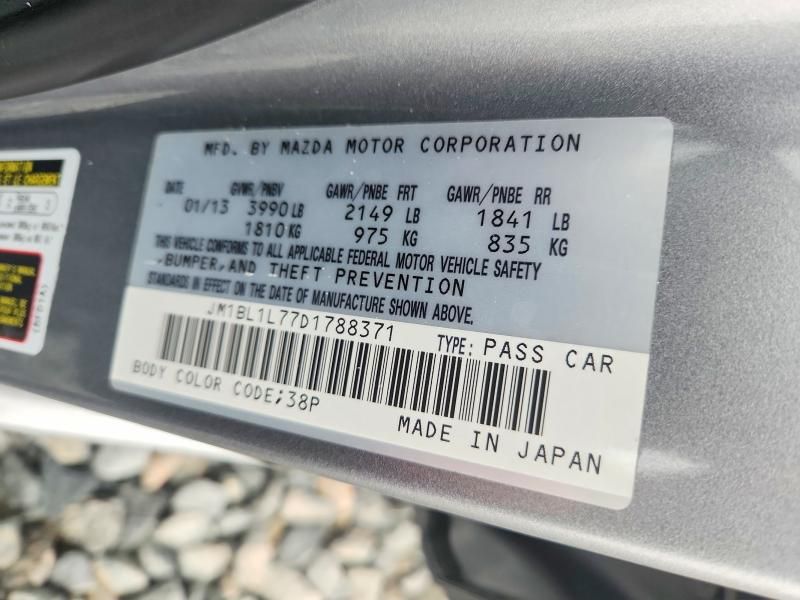 MFD. BY MAZDA MOTOR CORPORATION
DATE GVWR/PNBV GAWR/PNBE FRT GAWR/PNBE RR
01/13 3990 LB 2149 LB 1841 LB
1810 KG 975 KG 835 KG
THIS VEHICLE CONFORMS TO ALL APPLICABLE FEDERAL MOTOR VEHICLE SAFETY
,BUMPER,AND THEFT PREVENTION
STANDARDS IN EFFECT ON THE DATE OF MANUFACTURE SHOWN ABOVE.
JM1BL1L77D1788371 TYPE: PASS CAR
BODY COLOR CODE;38P
MADE IN JAPAN